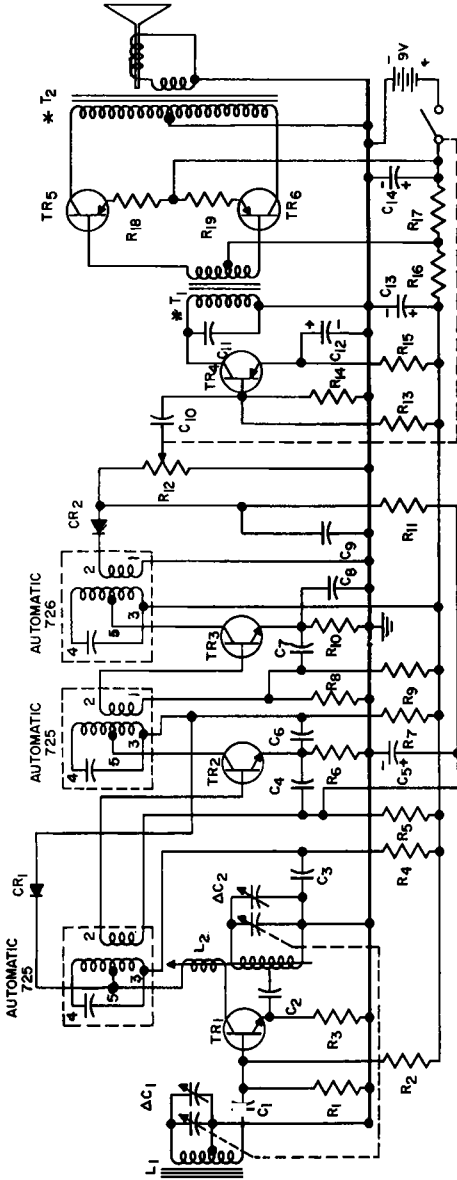 AUTOMATIC
725
CR1
AUTOMATIC
725
AUTOMATIC
726
CR2
* T2
TR5
TR6
R18
R19
* T1
TR4
C11
C10
R12
C12
+
-
R14
R15
R13
C13
-
+
R16
R17
C14
-
+
9V
-
+
4
5
3
2
4
5
3
2
1
4
5
3
2
1
L1
ΔC1
C1
R1
R2
TR1
R3
C2
L2
ΔC2
C3
R4
R5
C4
C6
TR2
R6
R7
C5
-
+
R8
R9
TR3
C7
C8
R10
C9
R11